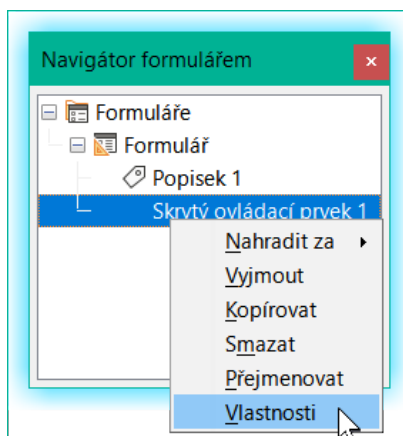 Navigátor formulářem
Formuláře
Formulář
Popisek 1
Skrytý ovládací prvek 1
Nahradit za
Vyjmout
Kopírovat
Smazat
Přejmenovat
Vlastnosti